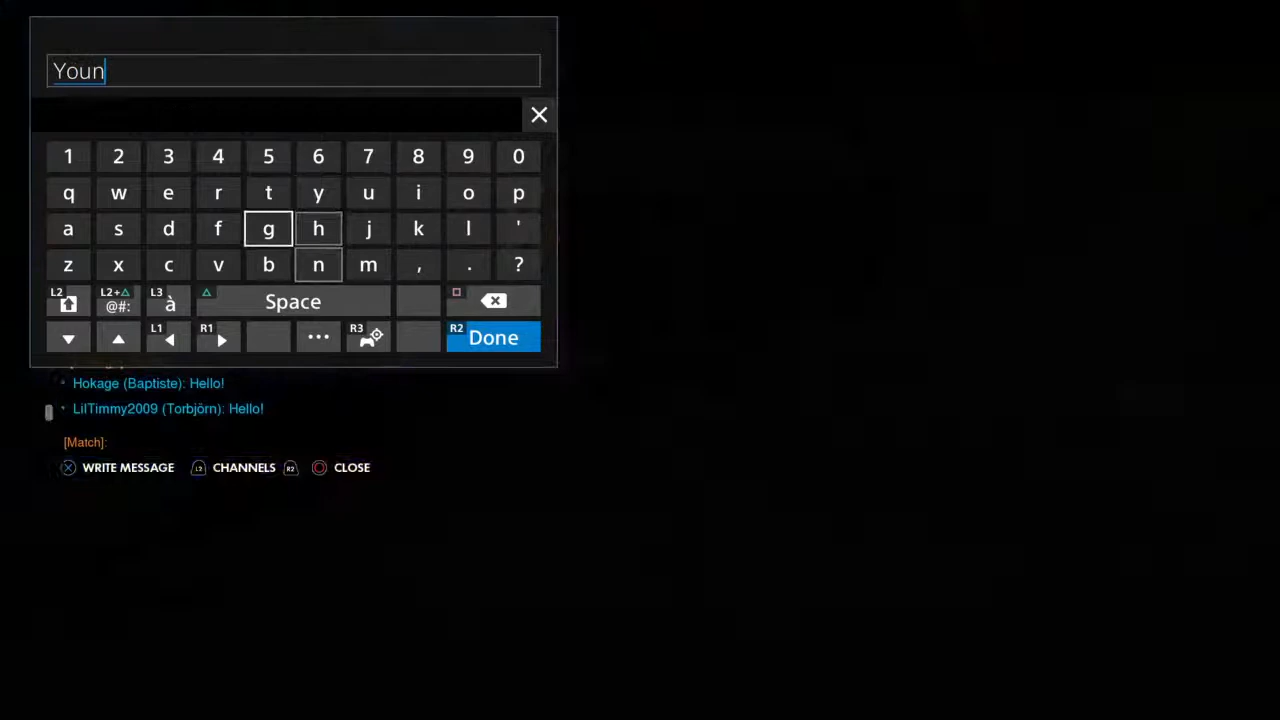 Youn
1 2 3 4 5 6 7 8 9 0
q w e r t y u i o p
a s d f g h j k l '
z x c v b n m , . ?
L2 L2+△ @#: L3 à △ Space □
L1 R1 ... R3 R2 Done
Hokage (Baptiste): Hello!
LilTimmy2009 (Torbjörn): Hello!
[Match]:
WRITE MESSAGE L2 CHANNELS R2 CLOSE